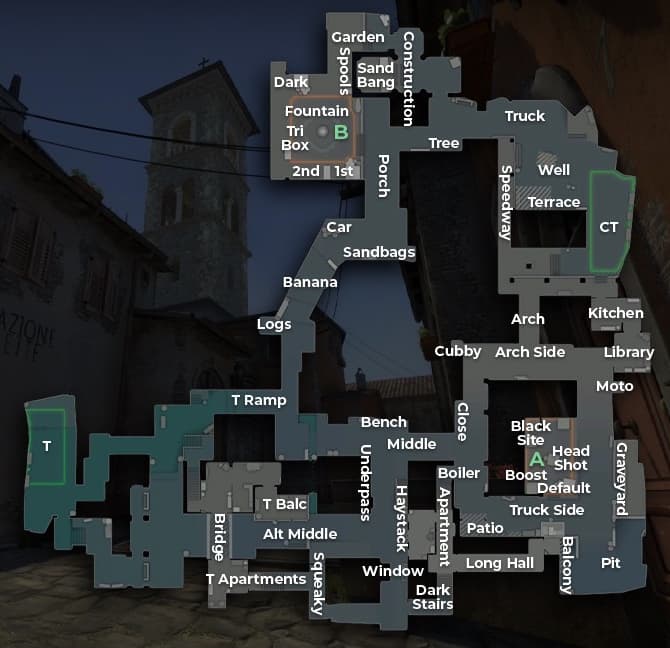 Garden
Spools
Construction
Sand
Bang
Dark
Fountain
Tri
Box
B
2nd
1st
Porch
Tree
Truck
Well
Terrace
Speedway
CT
Car
Sandbags
Banana
Logs
Arch
Kitchen
Cubby
Arch Side
Library
Moto
T Ramp
T
Bench
Middle
Close
Black
Site
A
Head
Shot
Boost
Default
Graveyard
Boiler
Underpass
Haystack
Apartment
T Balc
Truck Side
Patio
Bridge
Alt Middle
Long Hall
Balcony
Pit
Window
T Apartments
Squeaky
Dark
Stairs
AZIONE